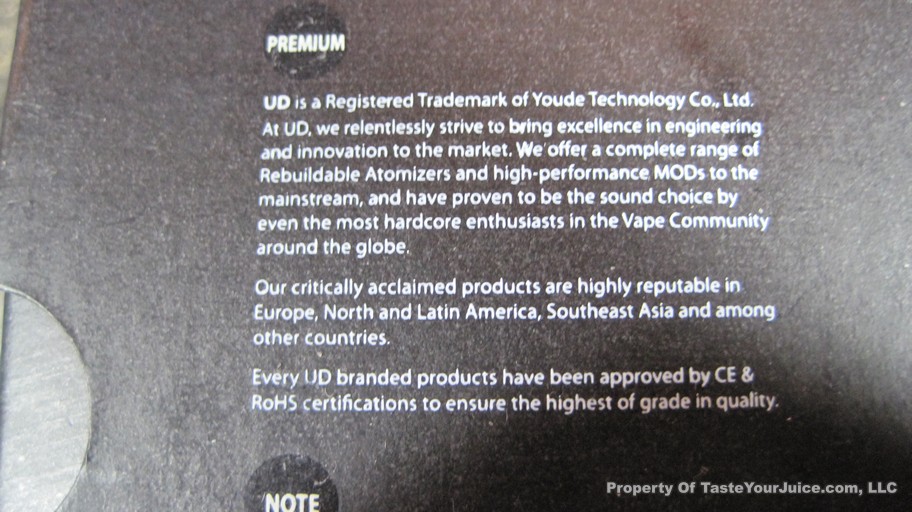 PREMIUM
UD is a Registered Trademark of Youde Technology Co., Ltd.
At UD, we relentlessly strive to bring excellence in engineering
and innovation to the market. We offer a complete range of
Rebuildable Atomizers and high-performance MODs to the
mainstream, and have proven to be the sound choice by
even the most hardcore enthusiasts in the Vape Community
around the globe.
Our critically acclaimed products are highly reputable in
Europe, North and Latin America, Southeast Asia and among
other countries.
Every UD branded products have been approved by CE &
RoHS certifications to ensure the highest of grade in quality.
NOTE
Property Of TasteYourJuice.com, LLC